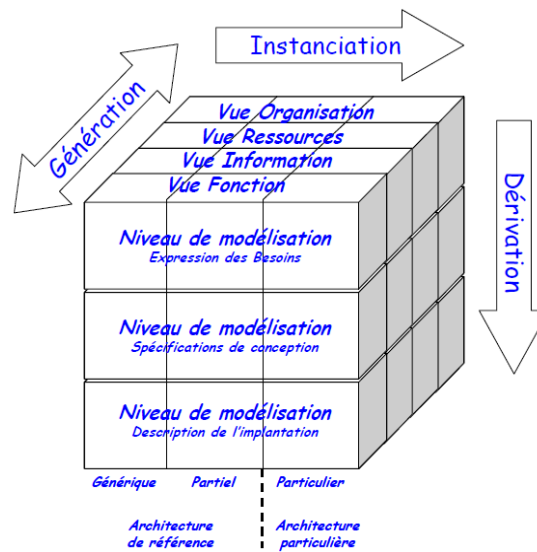 Instanciation
Génération
Vue Organisation
Vue Ressources
Vue Information
Vue Fonction
Dérivation
Niveau de modélisation
Expression des Besoins
Niveau de modélisation
Spécifications de conception
Niveau de modélisation
Description de l'implantation
Générique Partiel Particulier
Architecture Architecture
de référence particulière